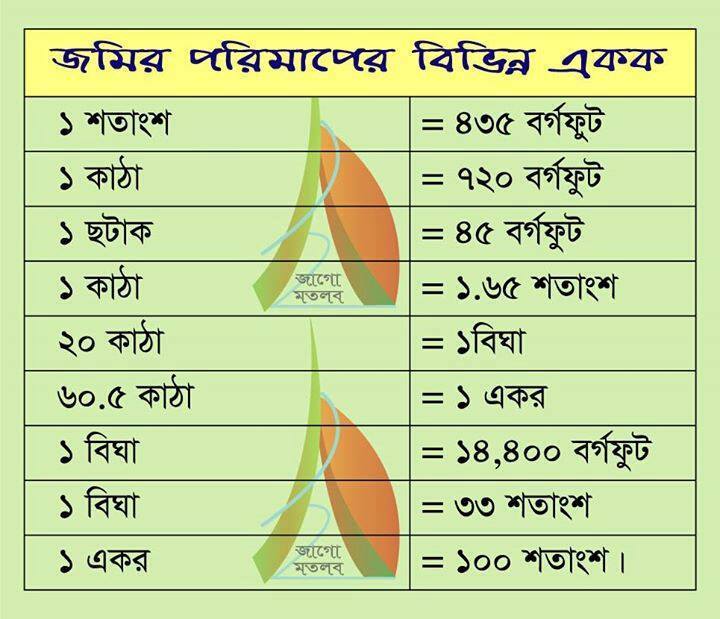 জমির পরিমাপের বিভিন্ন একক
১ শতাংশ = ৪৩৫ বর্গফুট
১ কাঠা = ৭২০ বর্গফুট
১ ছটাক = ৪৫ বর্গফুট
১ কাঠা = ১.৬৫ শতাংশ
জাগো
মতলব
২০ কাঠা = ১বিঘা
৬০.৫ কাঠা = ১ একর
১ বিঘা = ১৪,৪০০ বর্গফুট
১ বিঘা = ৩৩ শতাংশ
১ একর = ১০০ শতাংশ।
জাগো
মতলব